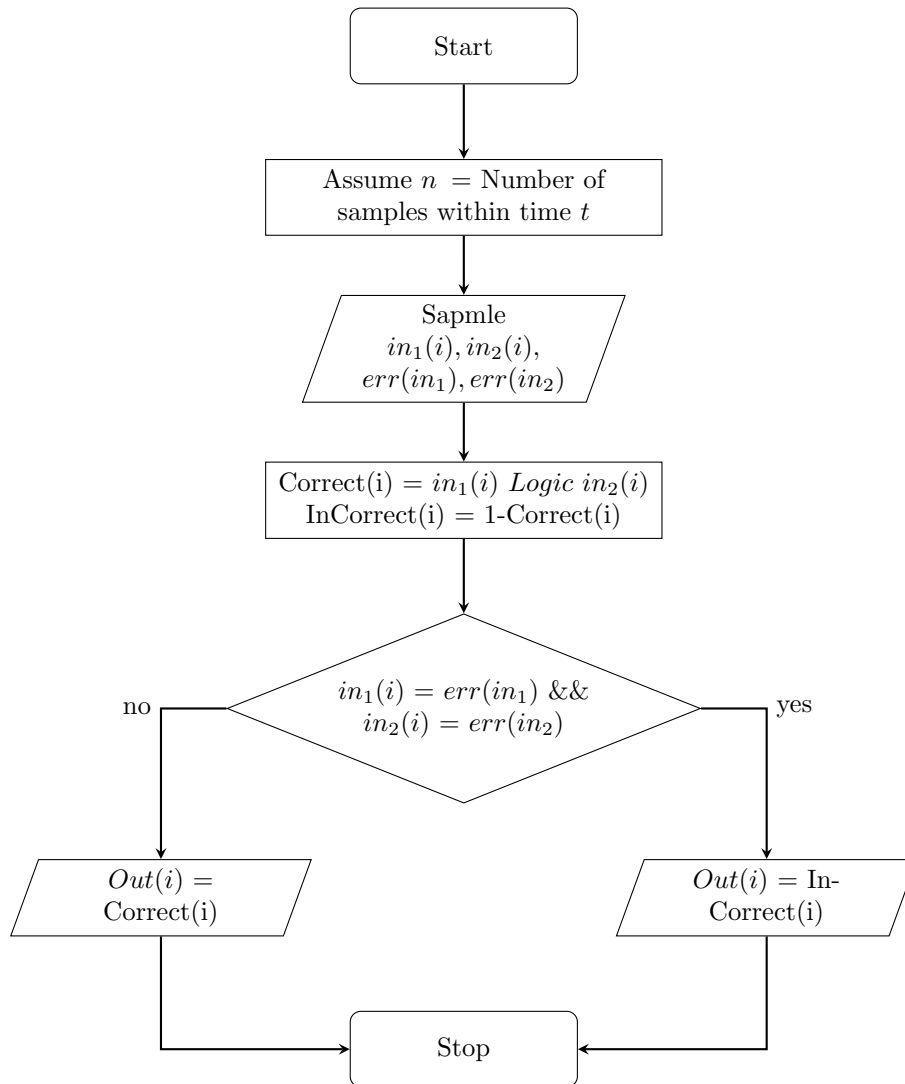 Start
Assume n = Number of
samples within time t
Sapmle
in₁(i), in₂(i),
err(in₁), err(in₂)
Correct(i) = in₁(i) Logic in₂(i)
InCorrect(i) = 1-Correct(i)
in₁(i) = err(in₁) &&
in₂(i) = err(in₂)
no
yes
Out(i) =
Correct(i)
Out(i) = In-
Correct(i)
Stop